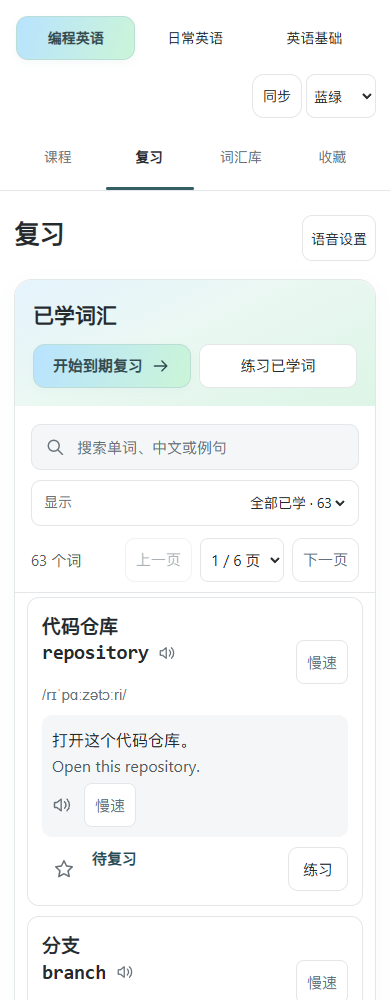 编程英语 日常英语 英语基础
同步 蓝绿
课程 复习 词汇库 收藏
复习 语音设置
已学词汇
开始到期复习 → 练习已学词
搜索单词、中文或例句
显示 全部已学 · 63
63 个词 上一页 1 / 6 页 下一页
代码仓库
repository 慢速
/rɪˈpɑːzətɔːri/
打开这个代码仓库。
Open this repository.
慢速
待复习 练习
分支
branch 慢速